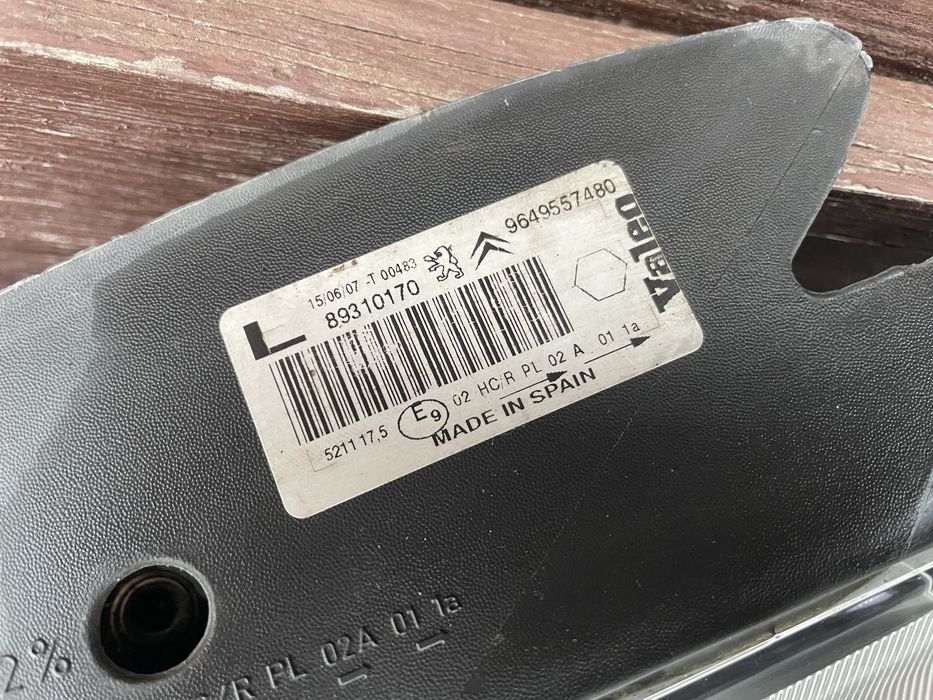 L
15/06/07 -T 00483
89310170
9649557480
Valeo
5211 17,5
E9 02 HC/R PL 02 A 01 1a
MADE IN SPAIN
2%
/R PL 02A 01 1a